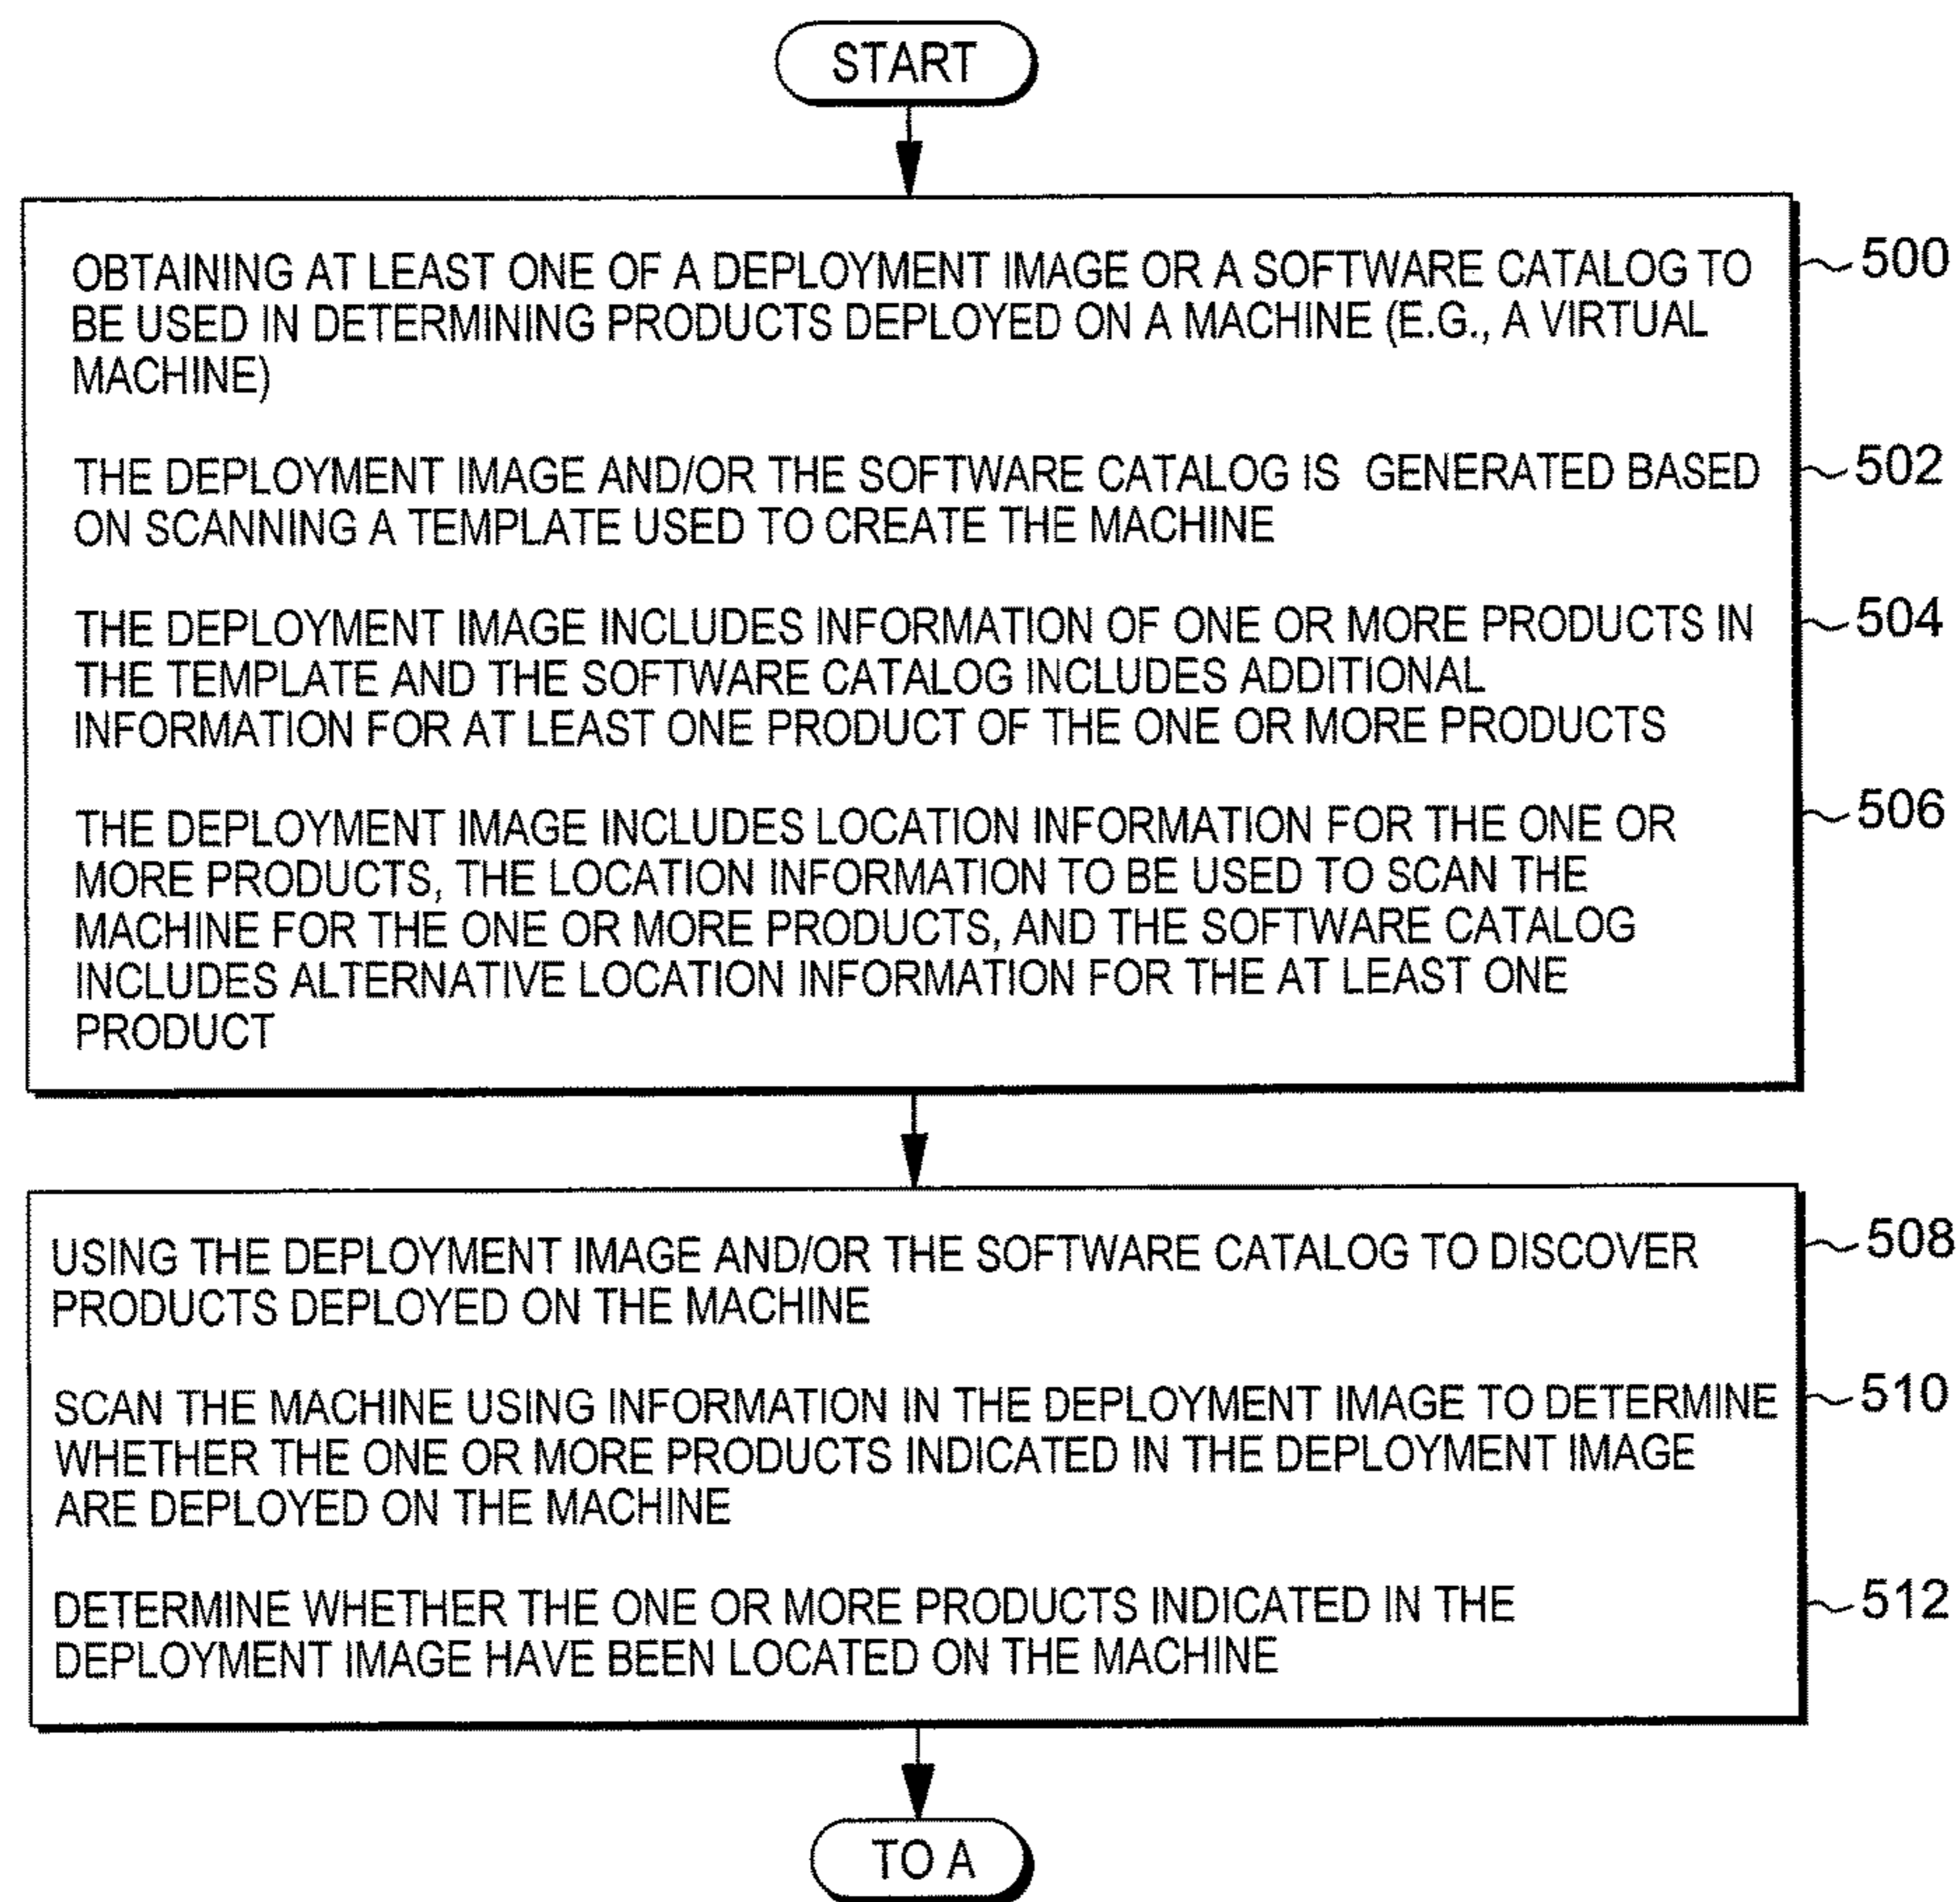 START
OBTAINING AT LEAST ONE OF A DEPLOYMENT IMAGE OR A SOFTWARE CATALOG TO
BE USED IN DETERMINING PRODUCTS DEPLOYED ON A MACHINE (E.G., A VIRTUAL
MACHINE)
500
THE DEPLOYMENT IMAGE AND/OR THE SOFTWARE CATALOG IS GENERATED BASED
ON SCANNING A TEMPLATE USED TO CREATE THE MACHINE
502
THE DEPLOYMENT IMAGE INCLUDES INFORMATION OF ONE OR MORE PRODUCTS IN
THE TEMPLATE AND THE SOFTWARE CATALOG INCLUDES ADDITIONAL
INFORMATION FOR AT LEAST ONE PRODUCT OF THE ONE OR MORE PRODUCTS
504
THE DEPLOYMENT IMAGE INCLUDES LOCATION INFORMATION FOR THE ONE OR
MORE PRODUCTS, THE LOCATION INFORMATION TO BE USED TO SCAN THE
MACHINE FOR THE ONE OR MORE PRODUCTS, AND THE SOFTWARE CATALOG
INCLUDES ALTERNATIVE LOCATION INFORMATION FOR THE AT LEAST ONE
PRODUCT
506
USING THE DEPLOYMENT IMAGE AND/OR THE SOFTWARE CATALOG TO DISCOVER
PRODUCTS DEPLOYED ON THE MACHINE
508
SCAN THE MACHINE USING INFORMATION IN THE DEPLOYMENT IMAGE TO DETERMINE
WHETHER THE ONE OR MORE PRODUCTS INDICATED IN THE DEPLOYMENT IMAGE
ARE DEPLOYED ON THE MACHINE
510
DETERMINE WHETHER THE ONE OR MORE PRODUCTS INDICATED IN THE
DEPLOYMENT IMAGE HAVE BEEN LOCATED ON THE MACHINE
512
TO A